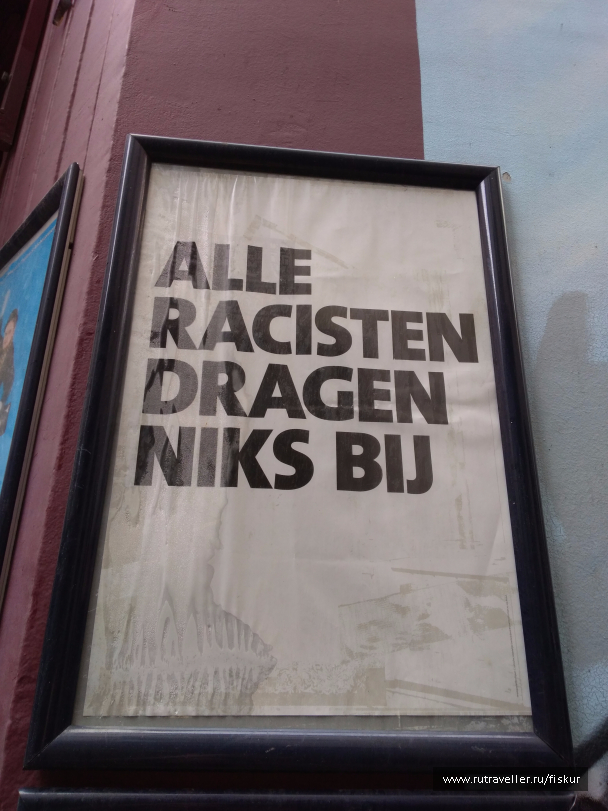 ALLE
RACISTEN
DRAGEN
NIKS BIJ
www.rutraveller.ru/fiskur